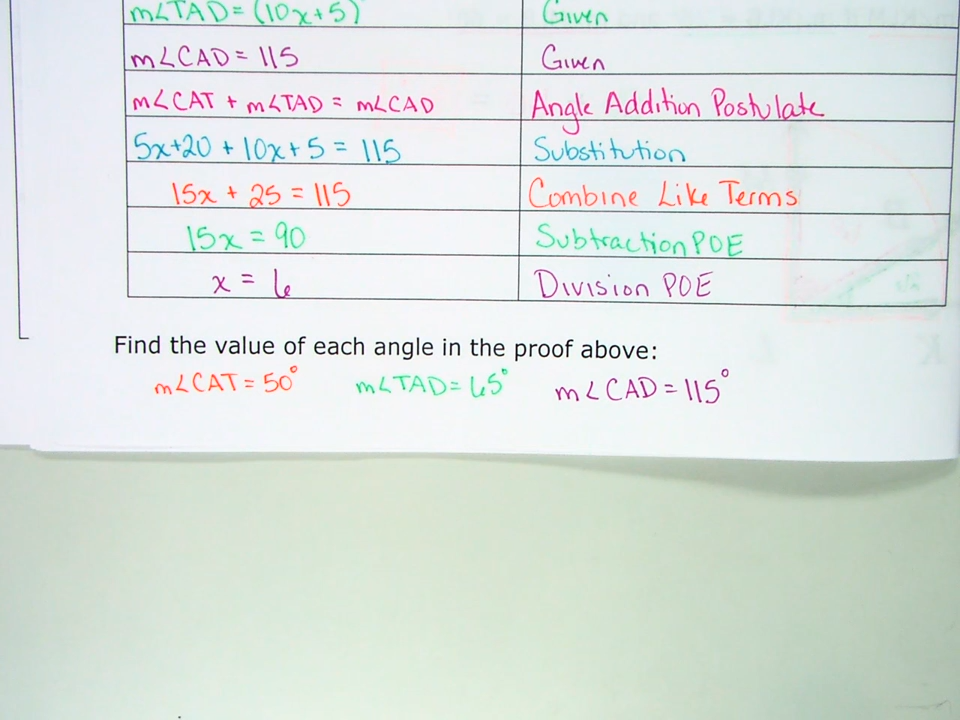 m∠TAD = (10x+5) Given
m∠CAD = 115 Given
m∠CAT + m∠TAD = m∠CAD Angle Addition Postulate
5x+20 + 10x+5 = 115 Substitution
15x + 25 = 115 Combine Like Terms
15x = 90 Subtraction POE
x = 6 Division POE
Find the value of each angle in the proof above:
m∠CAT = 50° m∠TAD = 65° m∠CAD = 115°